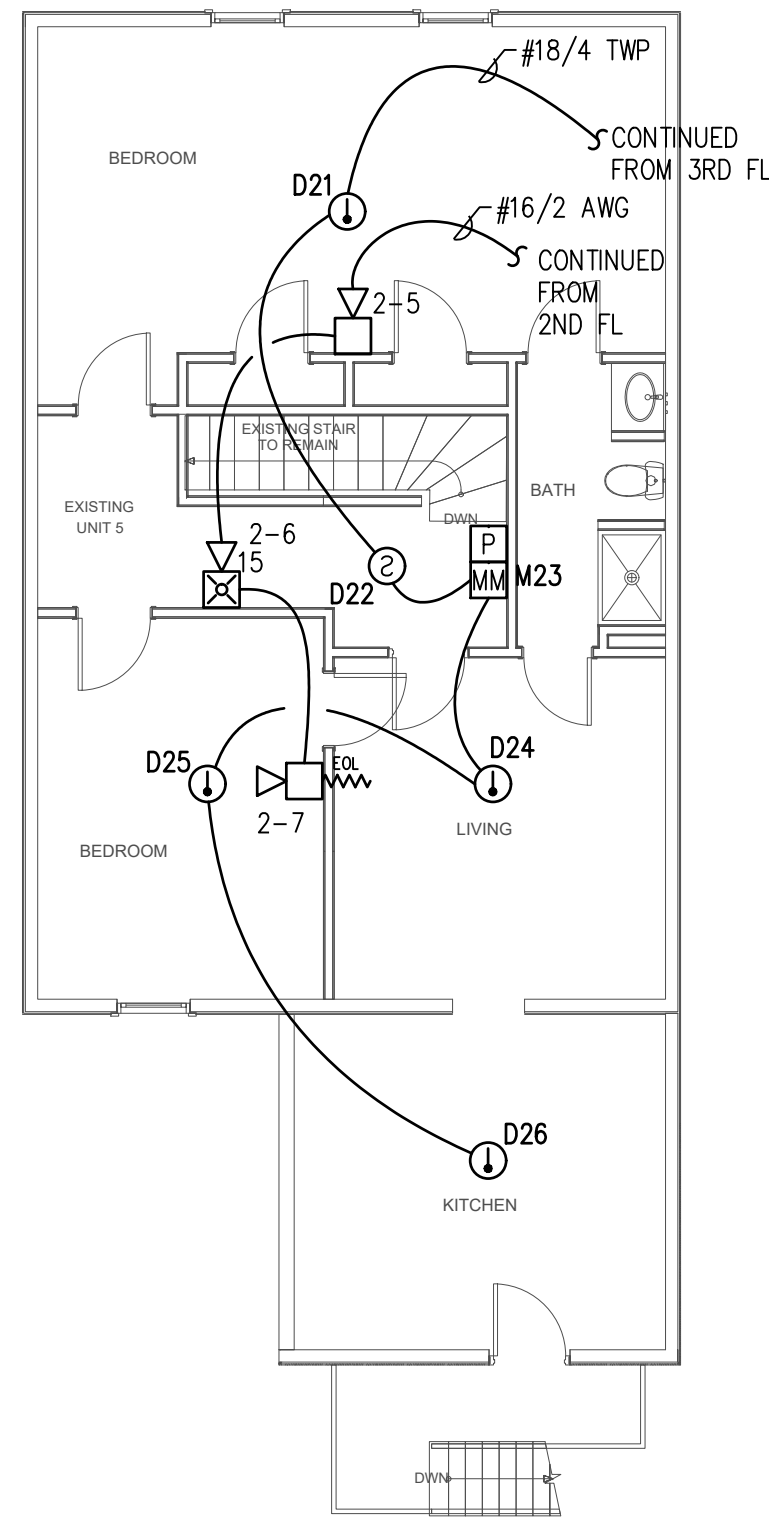 #18/4 TWP
CONTINUED
FROM 3RD FL
BEDROOM
D21
#16/2 AWG
CONTINUED
FROM
2ND FL
2-5
EXISTING STAIR
TO REMAIN
BATH
EXISTING
UNIT 5
DWN
2-6
15
P
MM
M23
S
D22
D25
EOL
D24
2-7
LIVING
BEDROOM
D26
KITCHEN
DWN